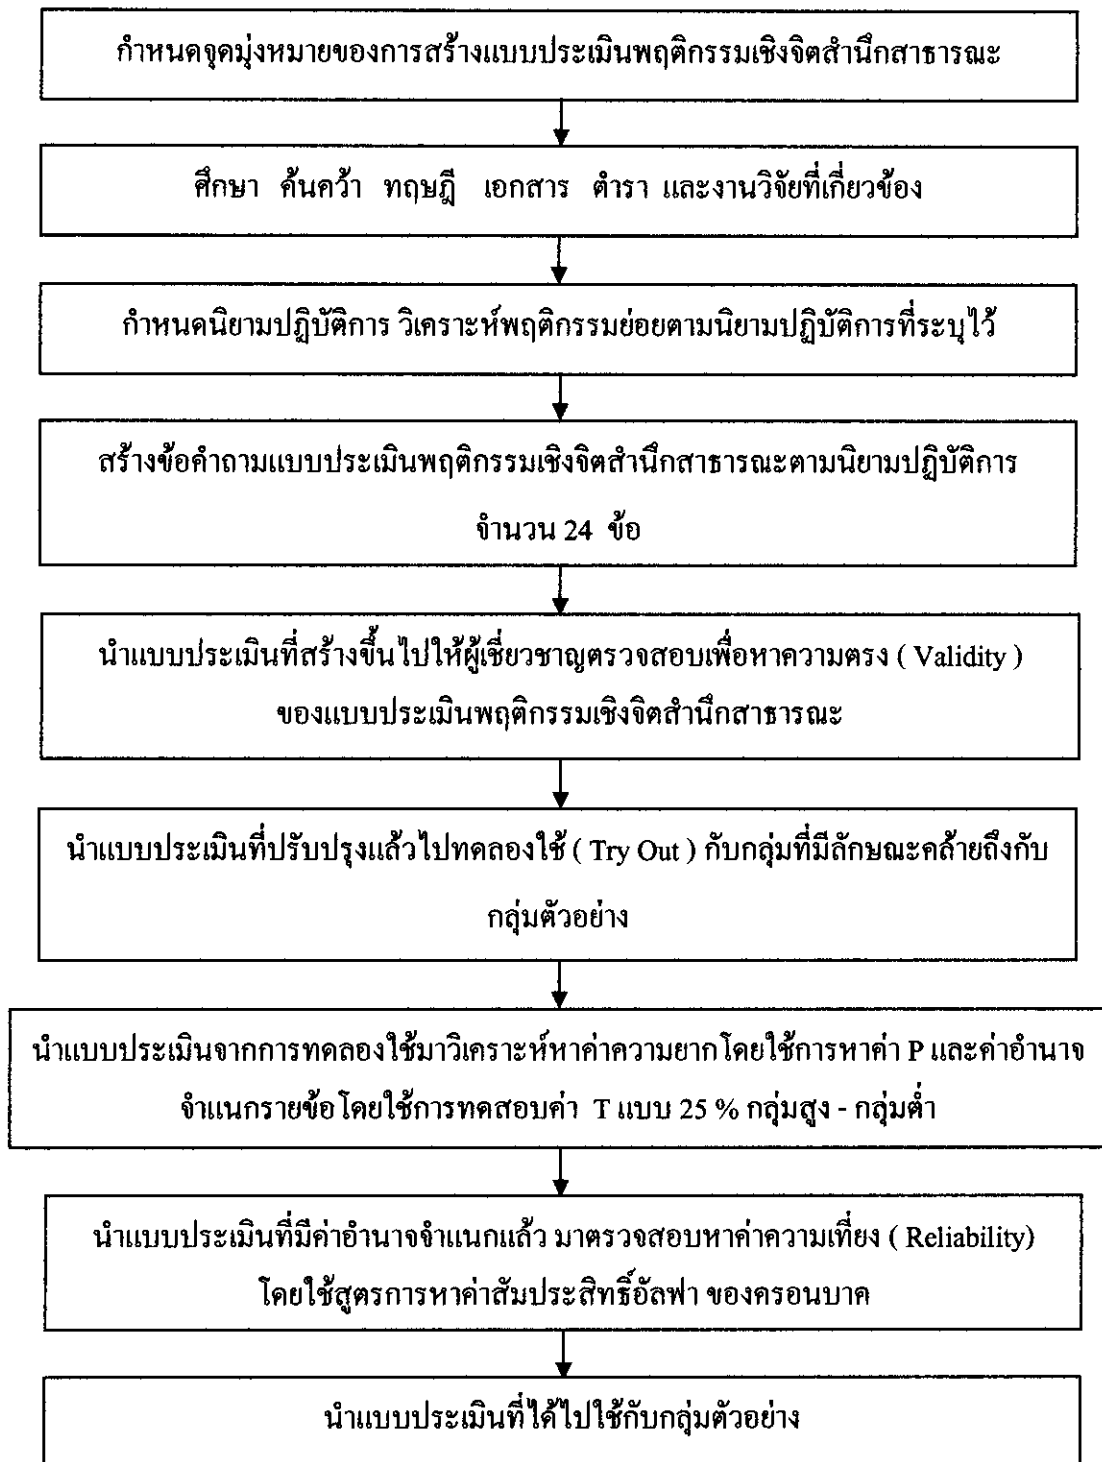 กำหนดจุดมุ่งหมายของการสร้างแบบประเมินพฤติกรรมเชิงจิตสำนึกสาธารณะ
ศึกษา ค้นคว้า ทฤษฎี เอกสาร ตำรา และงานวิจัยที่เกี่ยวข้อง
กำหนดนิยามปฏิบัติการ วิเคราะห์พฤติกรรมย่อยตามนิยามปฏิบัติการที่ระบุไว้
สร้างข้อคำถามแบบประเมินพฤติกรรมเชิงจิตสำนึกสาธารณะตามนิยามปฏิบัติการ
จำนวน 24 ข้อ
นำแบบประเมินที่สร้างขึ้นไปให้ผู้เชี่ยวชาญตรวจสอบเพื่อหาความตรง ( Validity )
ของแบบประเมินพฤติกรรมเชิงจิตสำนึกสาธารณะ
นำแบบประเมินที่ปรับปรุงแล้วไปทดลองใช้ ( Try Out ) กับกลุ่มที่มีลักษณะคล้ายถึงกับ
กลุ่มตัวอย่าง
นำแบบประเมินจากการทดลองใช้มาวิเคราะห์หาค่าความยากโดยใช้การหาค่า P และค่าอำนาจ
จำแนกรายข้อโดยใช้การทดสอบค่า T แบบ 25 % กลุ่มสูง - กลุ่มต่ำ
นำแบบประเมินที่มีค่าอำนาจจำแนกแล้ว มาตรวจสอบหาค่าความเที่ยง ( Reliability)
โดยใช้สูตรการหาค่าสัมประสิทธิ์อัลฟา ของครอนบาค
นำแบบประเมินที่ได้ไปใช้กับกลุ่มตัวอย่าง